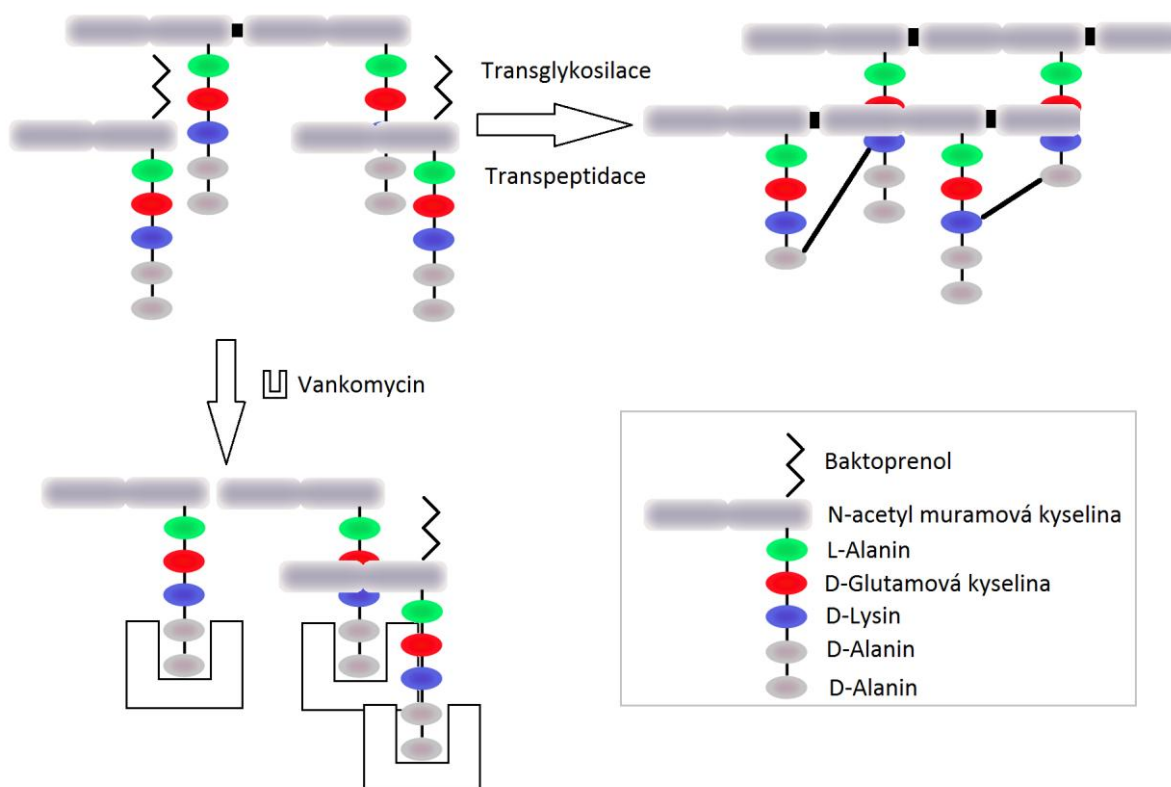 Transglykosilace
Transpeptidace
Vankomycin
Baktoprenol
N-acetyl muramová kyselina
L-Alanin
D-Glutamová kyselina
D-Lysin
D-Alanin
D-Alanin